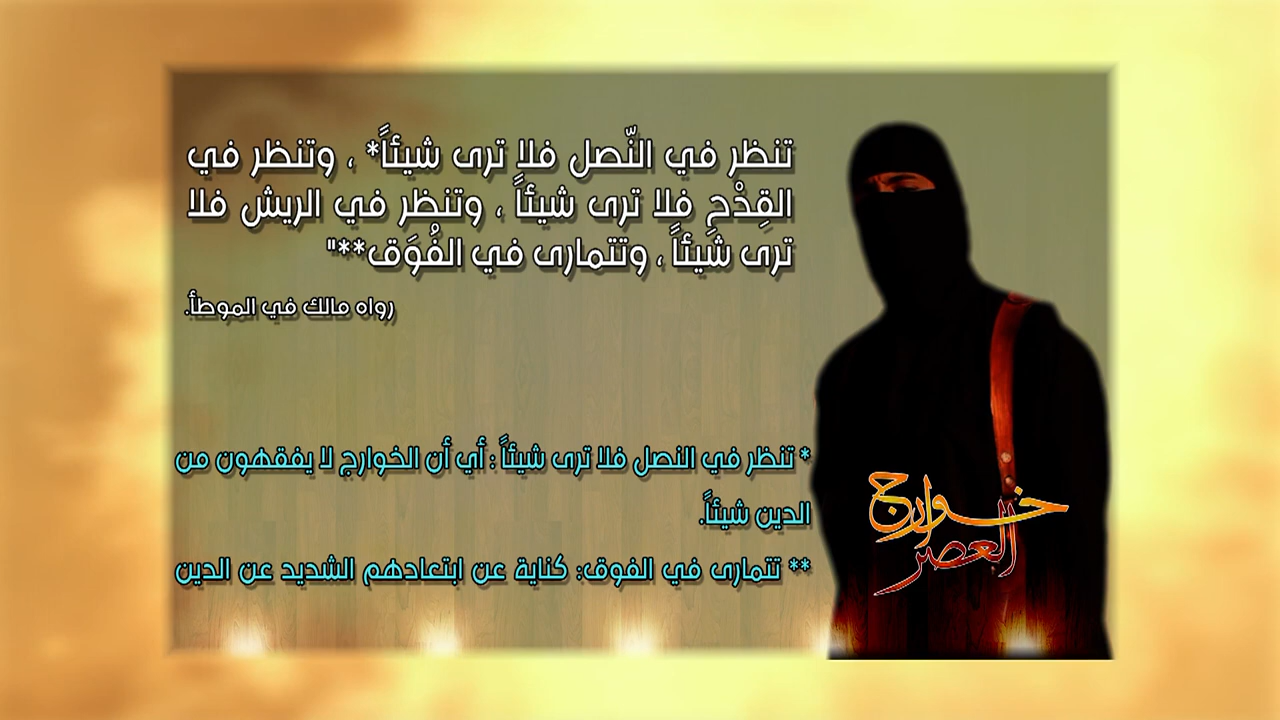 تنظر في النّصل فلا ترى شيئاً* ، وتنظر في
القِدْحِ فلا ترى شيئاً ، وتنظر في الريش فلا
ترى شيئاً ، وتتمارى في الفُوَق**"
رواه مالك في الموطأ.
* تنظر في النصل فلا ترى شيئاً : أي أن الخوارج لا يفقهون من
الدين شيئاً.
** تتمارى في الفوق: كناية عن ابتعادهم الشديد عن الدين
خوارج
العصر